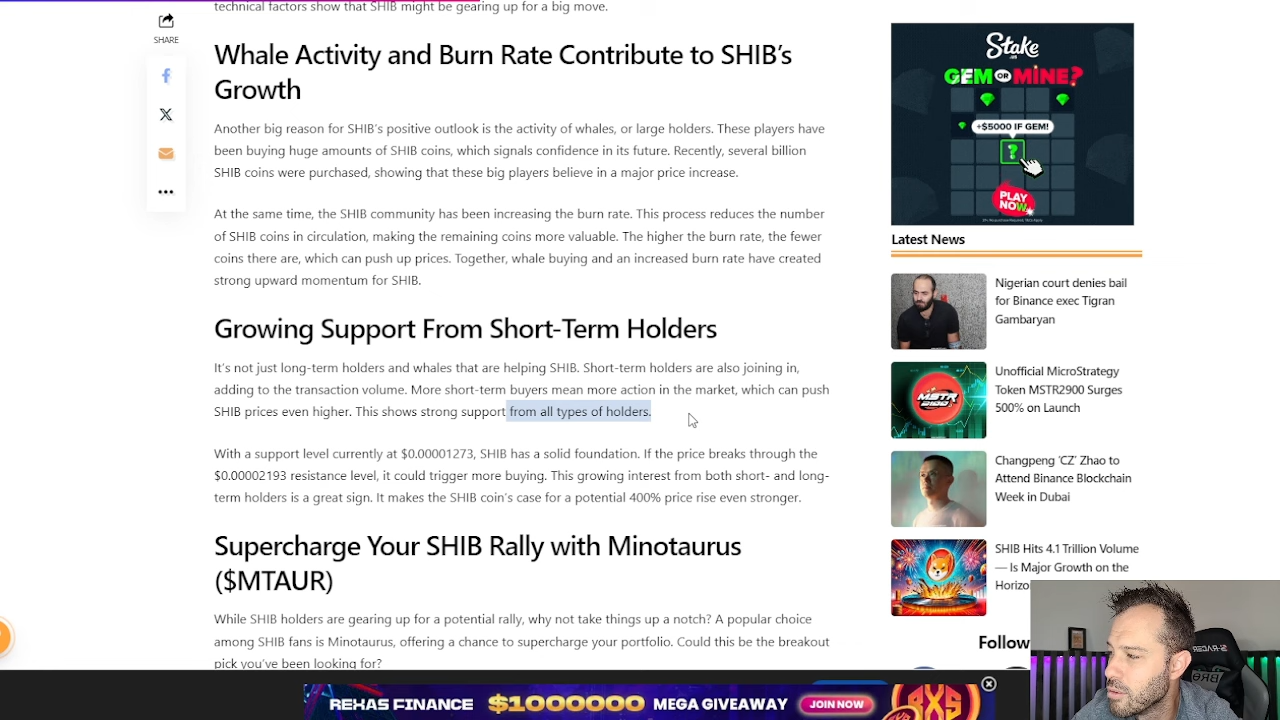 technical factors show that SHIB might be gearing up for a big move.
SHARE
Whale Activity and Burn Rate Contribute to SHIB's
Growth
Another big reason for SHIB's positive outlook is the activity of whales, or large holders. These players have
been buying huge amounts of SHIB coins, which signals confidence in its future. Recently, several billion
SHIB coins were purchased, showing that these big players believe in a major price increase.
At the same time, the SHIB community has been increasing the burn rate. This process reduces the number
of SHIB coins in circulation, making the remaining coins more valuable. The higher the burn rate, the fewer
coins there are, which can push up prices. Together, whale buying and an increased burn rate have created
strong upward momentum for SHIB.
Growing Support From Short-Term Holders
It's not just long-term holders and whales that are helping SHIB. Short-term holders are also joining in,
adding to the transaction volume. More short-term buyers mean more action in the market, which can push
SHIB prices even higher. This shows strong support from all types of holders.
With a support level currently at $0.00001273, SHIB has a solid foundation. If the price breaks through the
$0.00002193 resistance level, it could trigger more buying. This growing interest from both short- and long-
term holders is a great sign. It makes the SHIB coin's case for a potential 400% price rise even stronger.
Supercharge Your SHIB Rally with Minotaurus
($MTAUR)
While SHIB holders are gearing up for a potential rally, why not take things up a notch? A popular choice
among SHIB fans is Minotaurus, offering a chance to supercharge your portfolio. Could this be the breakout
pick you've been looking for?
Stake
.us
GEM OR MINE?
+$5000 IF GEM!
?
PLAY
NOW
Latest News
Nigerian court denies bail
for Binance exec Tigran
Gambaryan
MSTR
Unofficial MicroStrategy
Token MSTR2900 Surges
500% on Launch
Changpeng 'CZ' Zhao to
Attend Binance Blockchain
Week in Dubai
SHIB Hits 4.1 Trillion Volume
— Is Major Growth on the
Horizo
Follow
REXAS FINANCE $1000000 MEGA GIVEAWAY JOIN NOW RXS